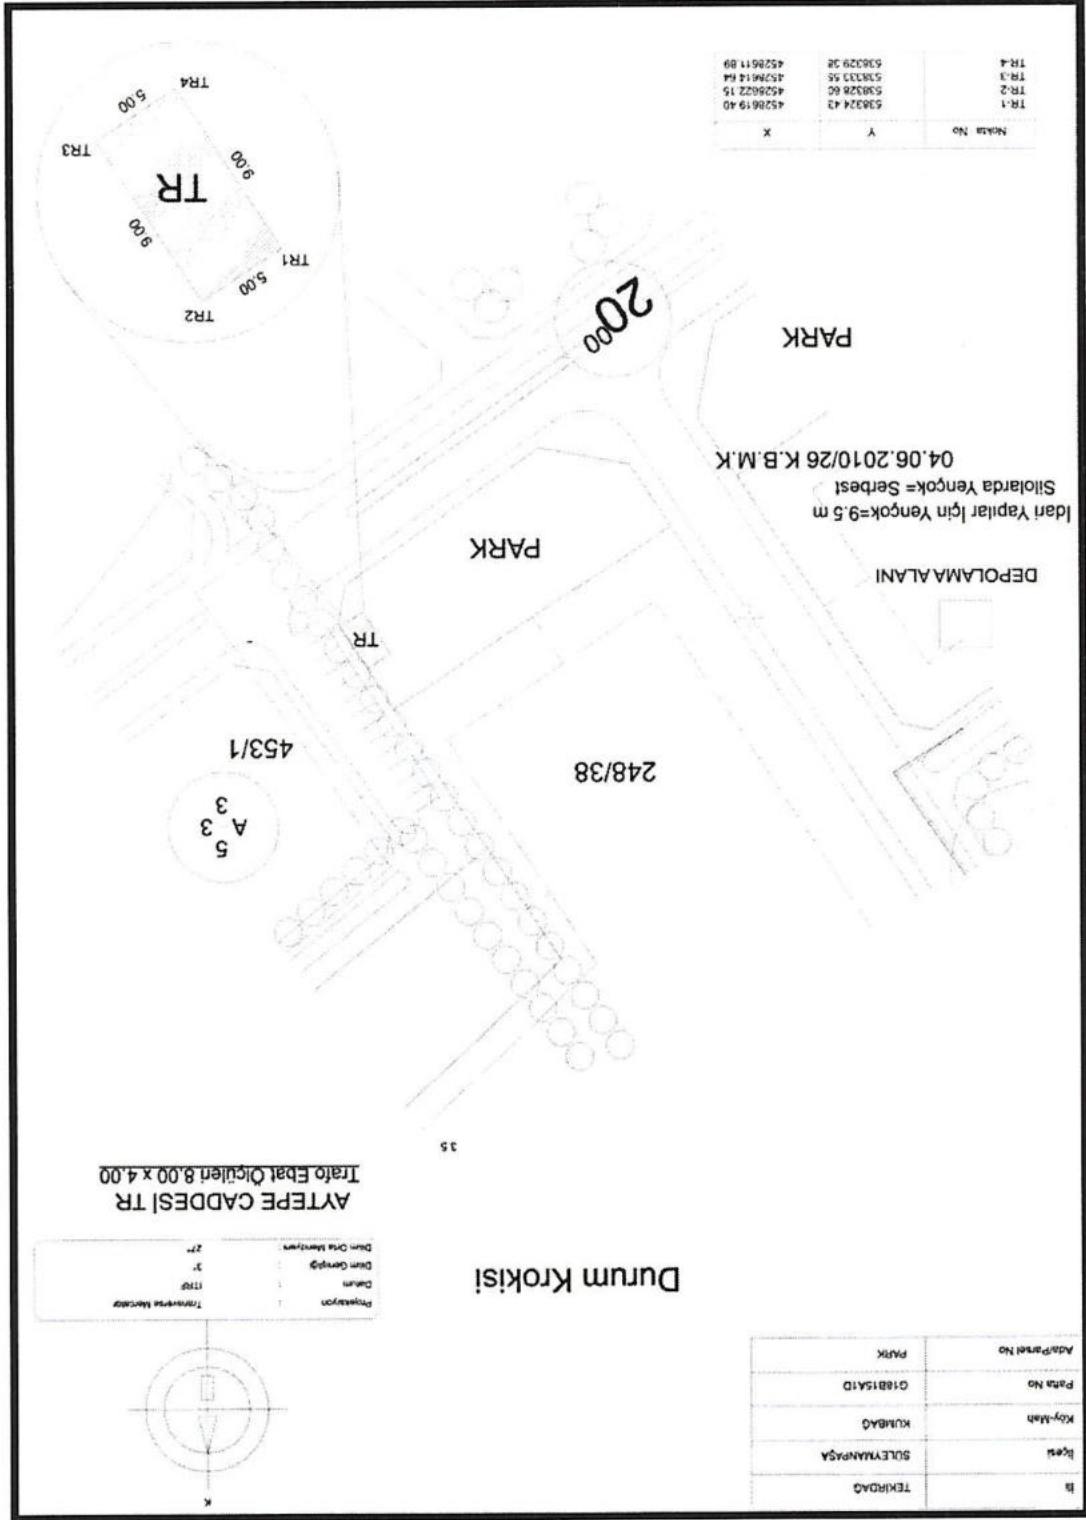 İli TEKİRDAĞ
İlçesi SÜLEYMANPAŞA
Köy-Mah KUMBAĞ
Pafta No G18B15A1D
Ada/Parsel No PARK
Durum Krokisi
K
Projeksiyon : Transverse Mercator
Datum : ITRF
Dilim Genişliği : 3°
Dilim Orta Meridyeni : 27°
AYTEPE CADDESİ TR
Trafo Ebat Ölçüleri 8.00 x 4.00
35
5
A 3
3
453/1
248/38
TR
DEPOLAMA ALANI
İdari Yapılar İçin Yençok=9.5 m
Silolarda Yençok= Serbest
04.06.2010/26 K.B.M.K
PARK
PARK
20.00
TR2
5.00
TR1
9.00
TR
9.00
TR3
5.00
TR4
Nokta No Y X
TR-1 538324.43 4528619.40
TR-2 538328.60 4528622.15
TR-3 538333.55 4528614.64
TR-4 538329.38 4528611.89